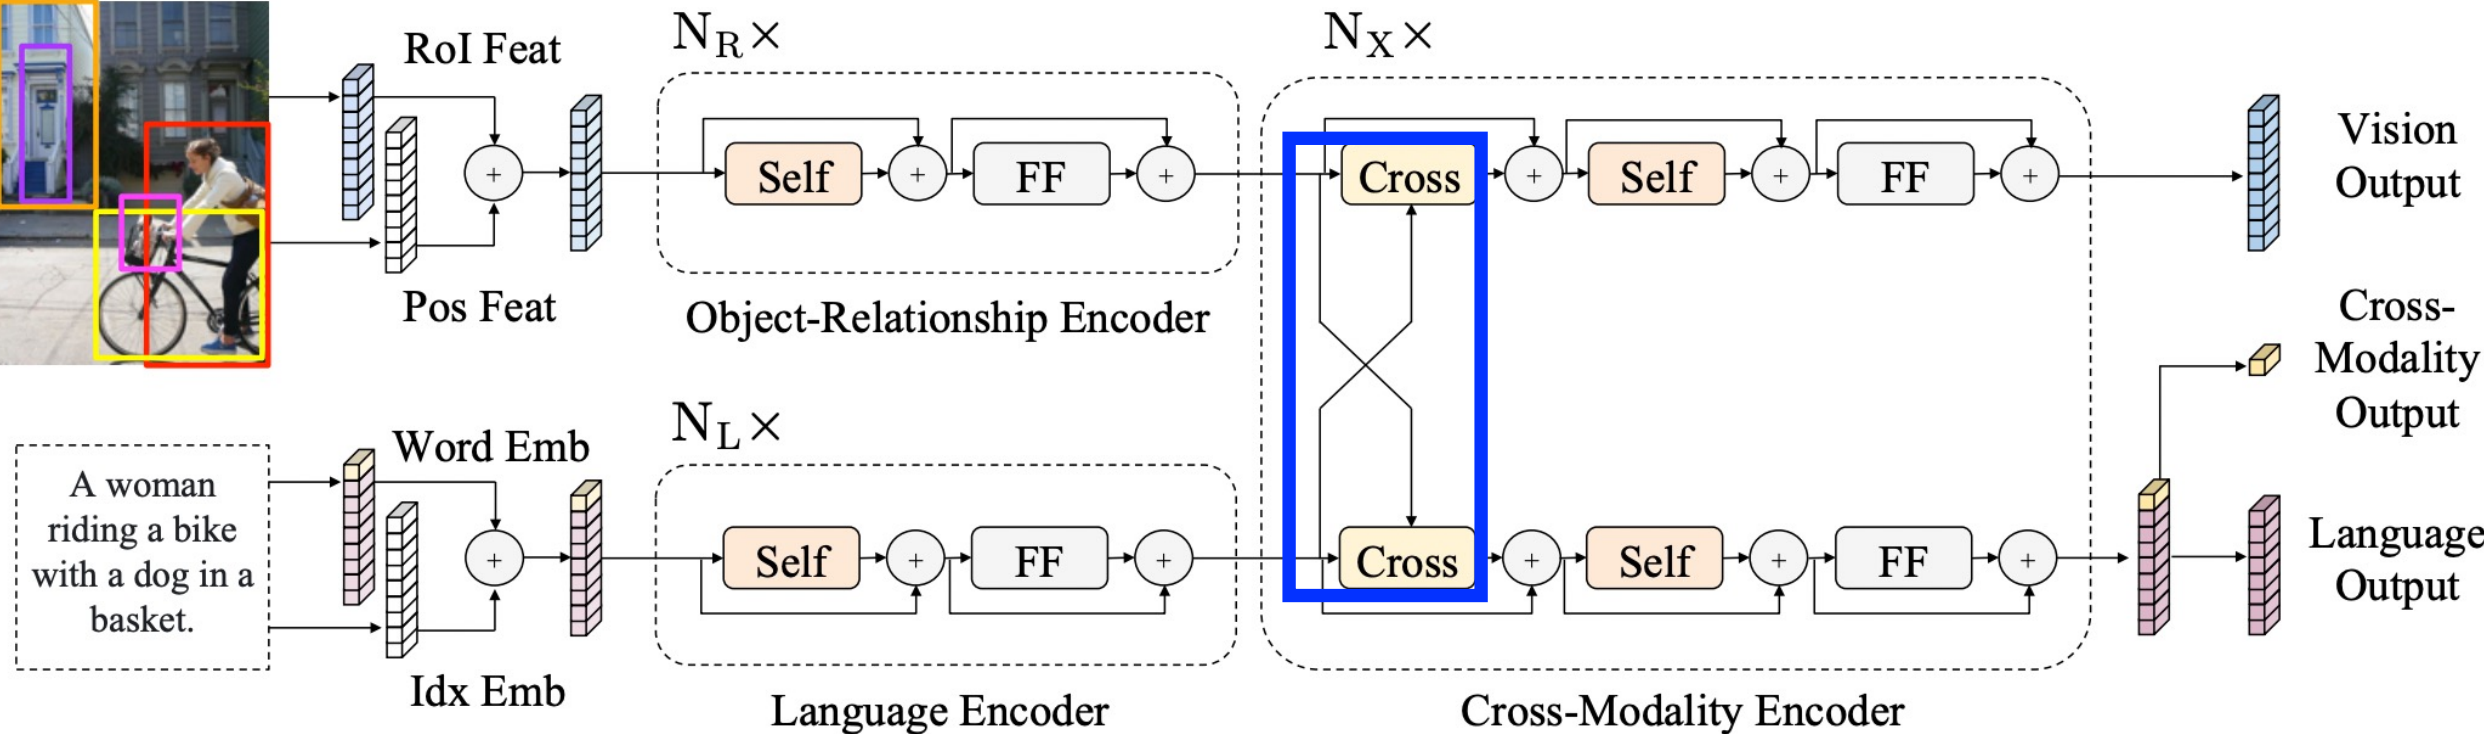 RoI Feat
Pos Feat
N_R ×
Self
FF
Object-Relationship Encoder
N_X ×
Cross
Self
FF
Vision
Output
Cross-
Modality
Output
A woman
riding a bike
with a dog in a
basket.
Word Emb
Idx Emb
N_L ×
Self
FF
Language Encoder
Cross
Self
FF
Cross-Modality Encoder
Language
Output